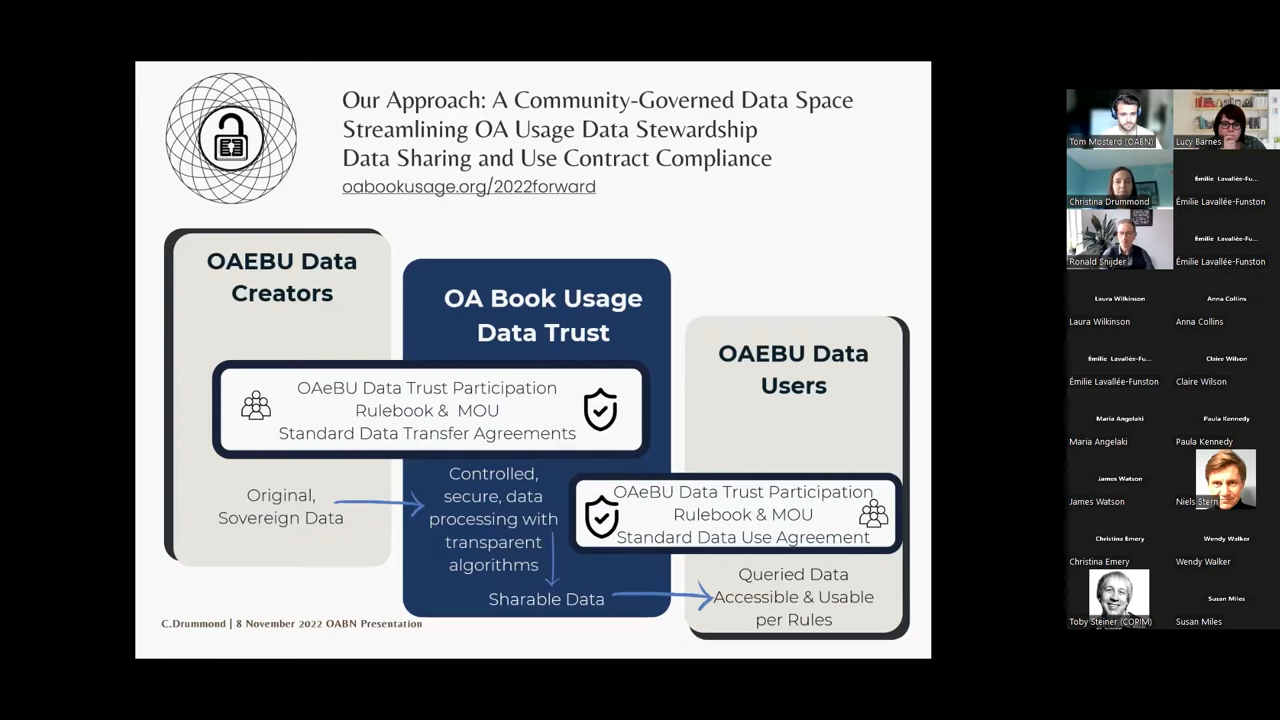 Our Approach: A Community-Governed Data Space
Streamlining OA Usage Data Stewardship
Data Sharing and Use Contract Compliance
oabookusage.org/2022forward
OAEBU Data
Creators
OA Book Usage
Data Trust
OAEBU Data
Users
OAeBU Data Trust Participation
Rulebook & MOU
Standard Data Transfer Agreements
Original,
Sovereign Data
Controlled,
secure, data
processing with
transparent
algorithms
Sharable Data
OAeBU Data Trust Participation
Rulebook & MOU
Standard Data Use Agreement
Queried Data
Accessible & Usable
per Rules
C.Drummond | 8 November 2022 OABN Presentation
Tom Mosterd (OABN)
Lucy Barnes
Christina Drummond
Émilie Lavallée-Fu...
Émilie Lavallée-Funston
Ronald Snijder
Émilie Lavallée-Fu...
Émilie Lavallée-Funston
Laura Wilkinson
Laura Wilkinson
Anna Collins
Anna Collins
Émilie Lavallée-Fu...
Émilie Lavallée-Funston
Claire Wilson
Claire Wilson
Maria Angelaki
Maria Angelaki
Paula Kennedy
Paula Kennedy
James Watson
James Watson
Niels Stern
Christina Emery
Christina Emery
Wendy Walker
Wendy Walker
Toby Steiner (COPIM)
Susan Miles
Susan Miles